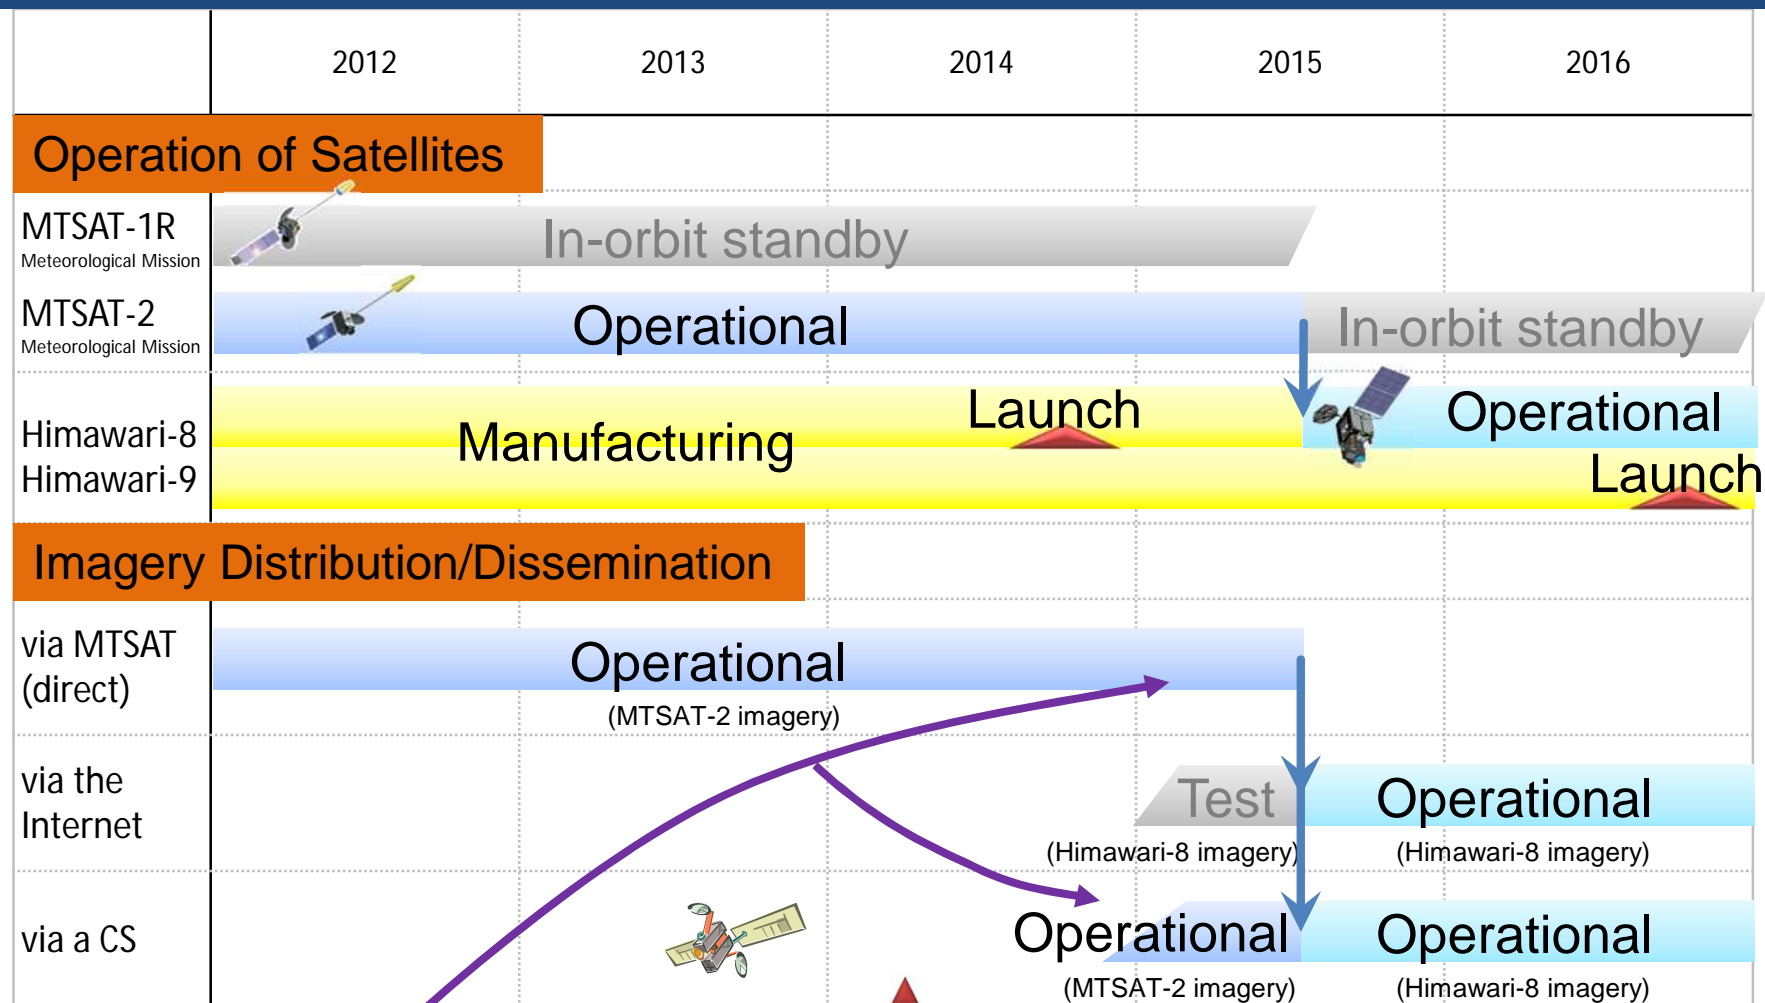 2012 2013 2014 2015 2016
Operation of Satellites
MTSAT-1R
Meteorological Mission
In-orbit standby
MTSAT-2
Meteorological Mission
Operational
In-orbit standby
Himawari-8
Himawari-9
Manufacturing
Launch
Operational
Launch
Imagery Distribution/Dissemination
via MTSAT
(direct)
Operational
(MTSAT-2 imagery)
via the
Internet
Test
(Himawari-8 imagery)
Operational
(Himawari-8 imagery)
via a CS
Operational
(MTSAT-2 imagery)
Operational
(Himawari-8 imagery)